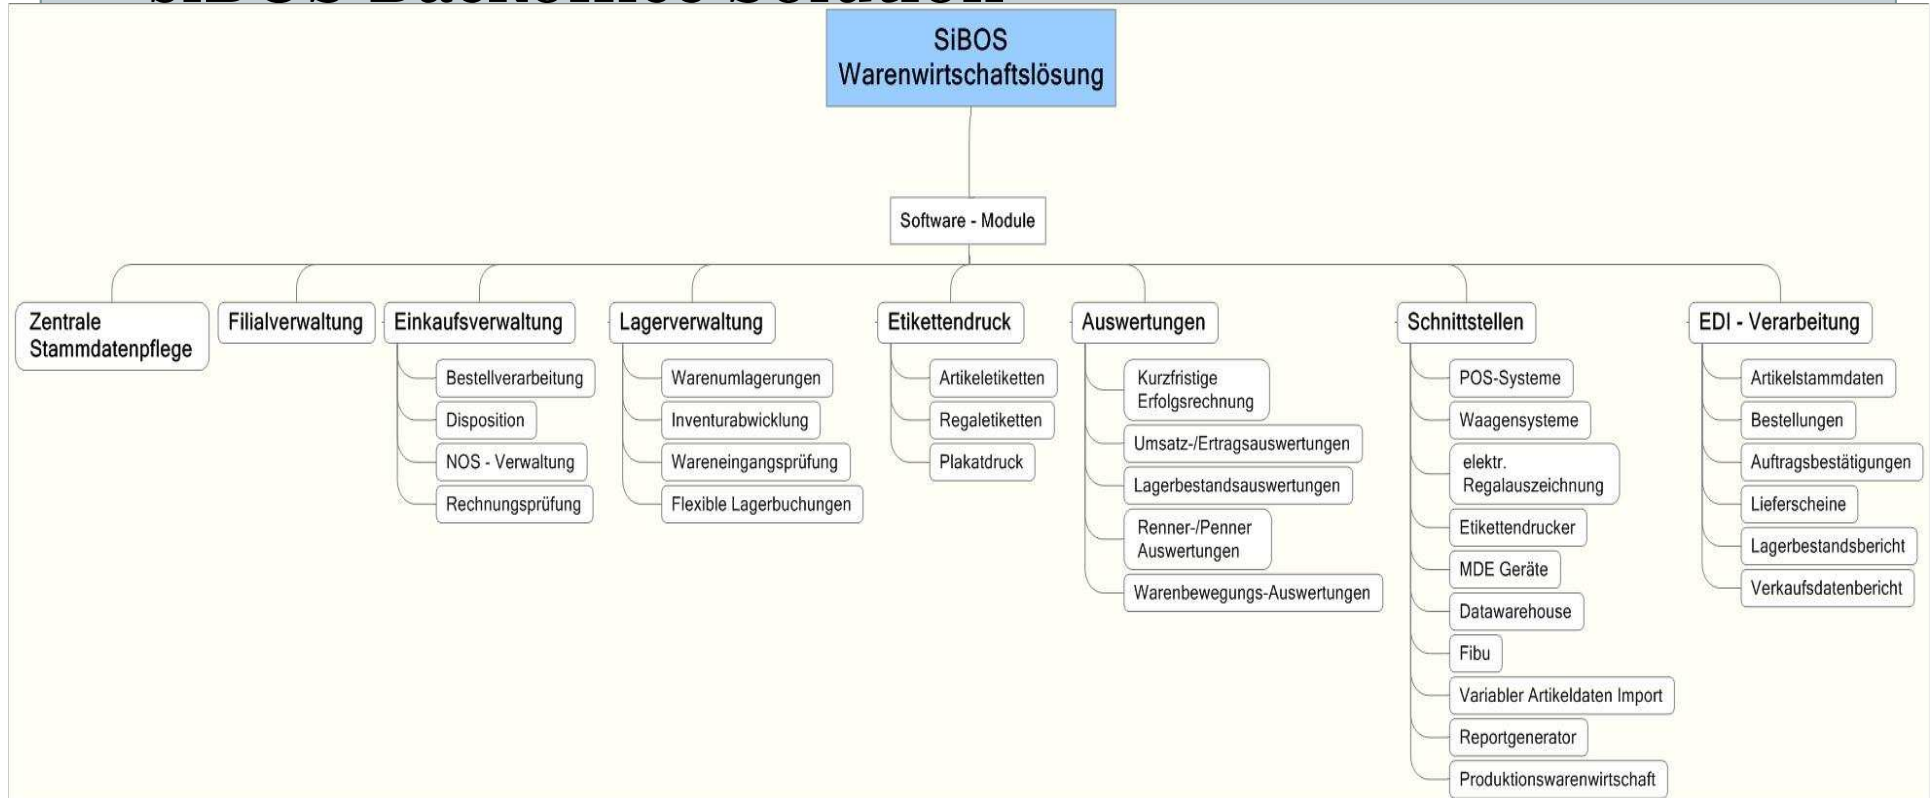 siBOS Backoffice Solution
SiBOS
Warenwirtschaftslösung
Software - Module
Zentrale
Stammdatenpflege
Filialverwaltung
Einkaufsverwaltung
Bestellverarbeitung
Disposition
NOS - Verwaltung
Rechnungsprüfung
Lagerverwaltung
Warenumlagerungen
Inventurabwicklung
Wareneingangsprüfung
Flexible Lagerbuchungen
Etikettendruck
Artikeletiketten
Regaletiketten
Plakatdruck
Auswertungen
Kurzfristige
Erfolgsrechnung
Umsatz-/Ertragsauswertungen
Lagerbestandsauswertungen
Renner-/Penner
Auswertungen
Warenbewegungs-Auswertungen
Schnittstellen
POS-Systeme
Waagensysteme
elektr.
Regalauszeichnung
Etikettendrucker
MDE Geräte
Datawarehouse
Fibu
Variabler Artikeldaten Import
Reportgenerator
Produktionswarenwirtschaft
EDI - Verarbeitung
Artikelstammdaten
Bestellungen
Auftragsbestätigungen
Lieferscheine
Lagerbestandsbericht
Verkaufsdatenbericht